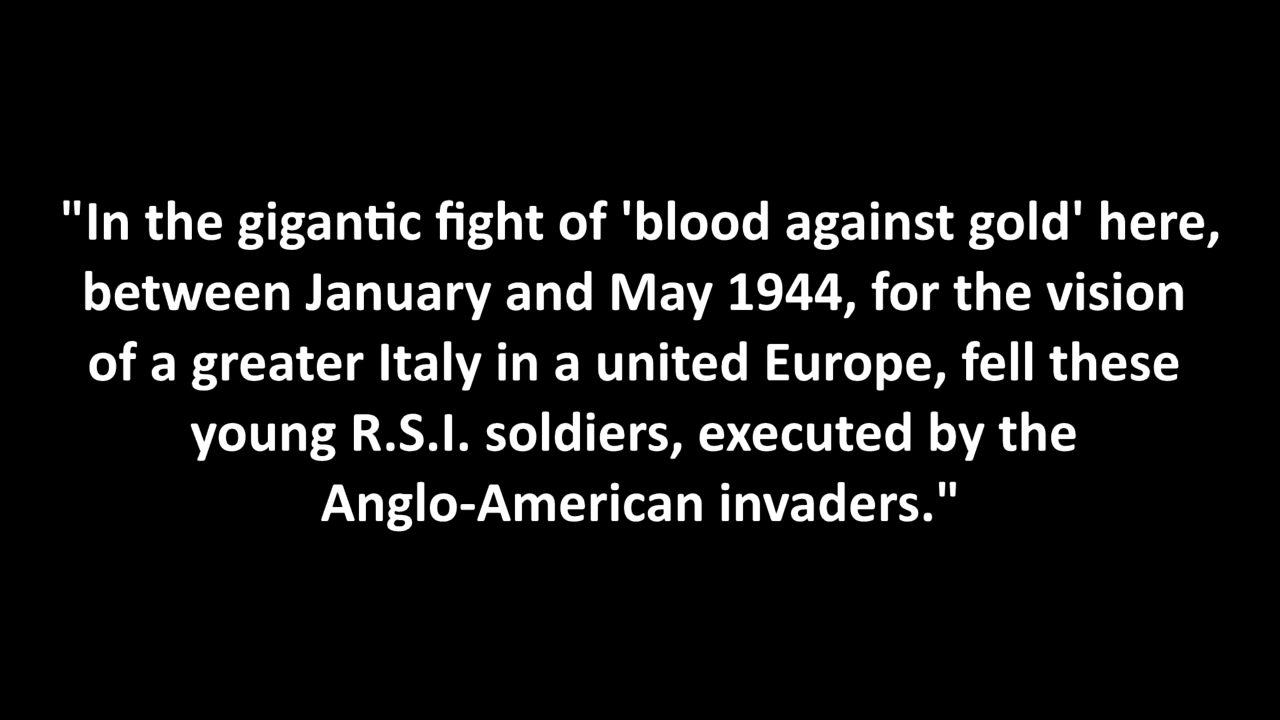 "In the gigantic fight of 'blood against gold' here,
between January and May 1944, for the vision
of a greater Italy in a united Europe, fell these
young R.S.I. soldiers, executed by the
Anglo-American invaders."